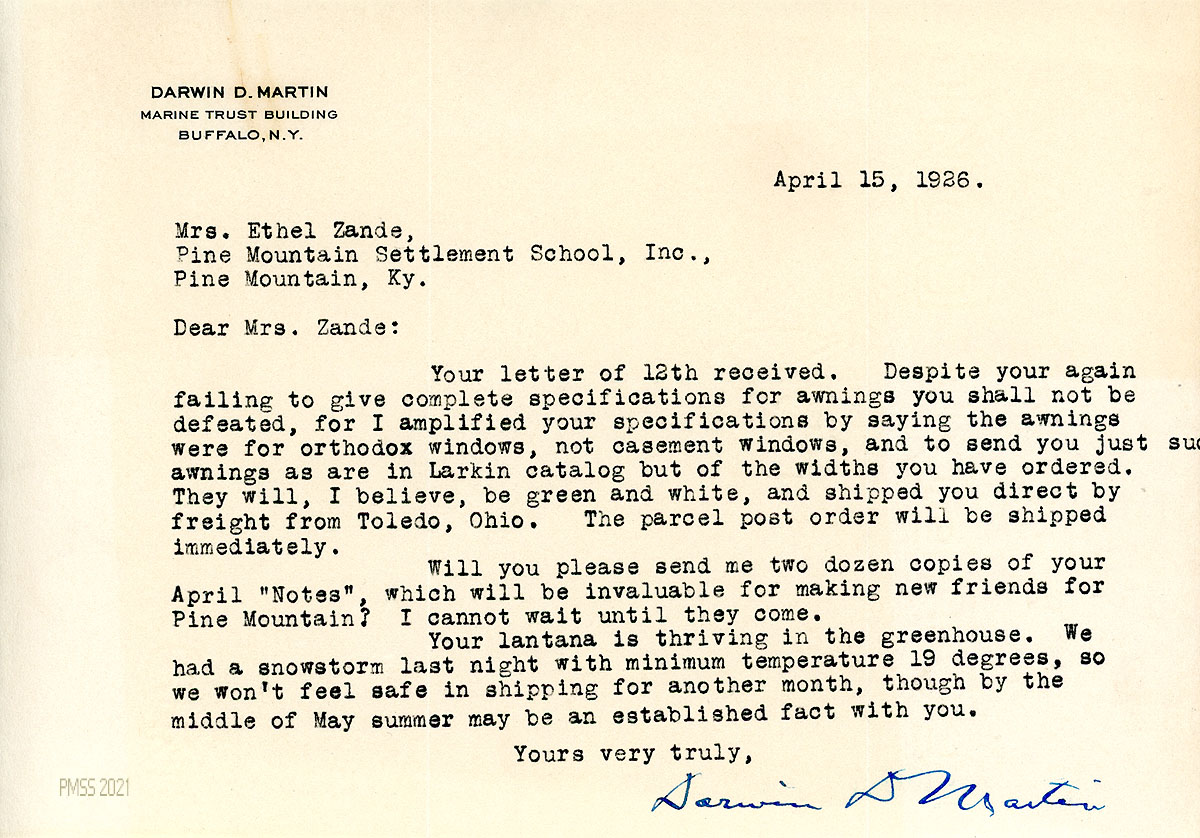 DARWIN D. MARTIN
MARINE TRUST BUILDING
BUFFALO, N.Y.
April 15, 1926.
Mrs. Ethel Zande,
Pine Mountain Settlement School, Inc.,
Pine Mountain, Ky.
Dear Mrs. Zande:
Your letter of 12th received. Despite your again
failing to give complete specifications for awnings you shall not be
defeated, for I amplified your specifications by saying the awnings
were for orthodox windows, not casement windows, and to send you just
awnings as are in Larkin catalog but of the widths you have ordered.
They will, I believe, be green and white, and shipped you direct by
freight from Toledo, Ohio. The parcel post order will be shipped
immediately.
Will you please send me two dozen copies of your
April "Notes", which will be invaluable for making new friends for
Pine Mountain? I cannot wait until they come.
Your lantana is thriving in the greenhouse. We
had a snowstorm last night with minimum temperature 19 degrees, so
we won't feel safe in shipping for another month, though by the
middle of May summer may be an established fact with you.
Yours very truly,
Darwin D Martin
PMSS 2021